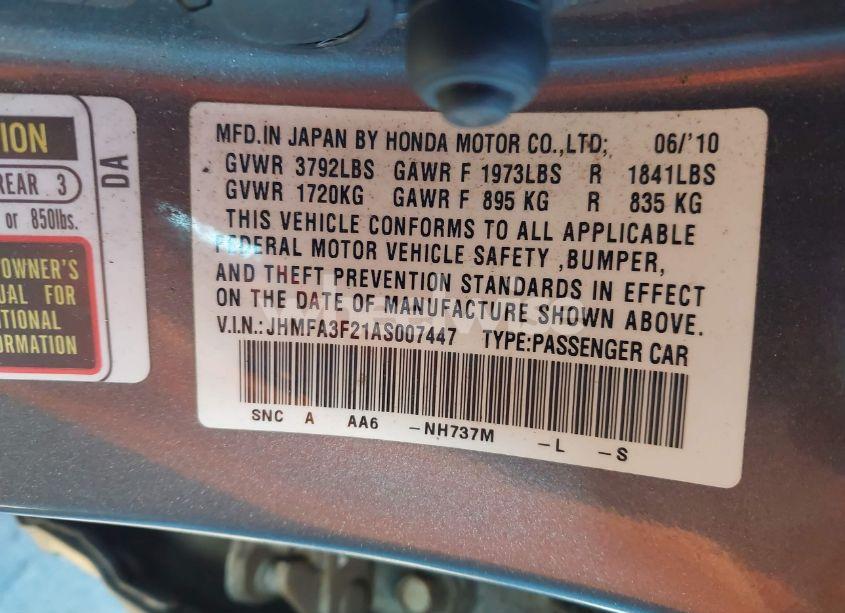 ION
REAR 3
or 850lbs.
OWNER'S
UAL FOR
ITIONAL
ORMATION
DA
MFD.IN JAPAN BY HONDA MOTOR CO.,LTD; 06/'10
GVWR 3792LBS GAWR F 1973LBS R 1841LBS
GVWR 1720KG GAWR F 895 KG R 835 KG
THIS VEHICLE CONFORMS TO ALL APPLICABLE
FEDERAL MOTOR VEHICLE SAFETY ,BUMPER,
AND THEFT PREVENTION STANDARDS IN EFFECT
ON THE DATE OF MANUFACTURE SHOWN ABOVE.
V.I.N.:JHMFA3F21AS007447 TYPE:PASSENGER CAR
SNC A AA6 -NH737M -L -S